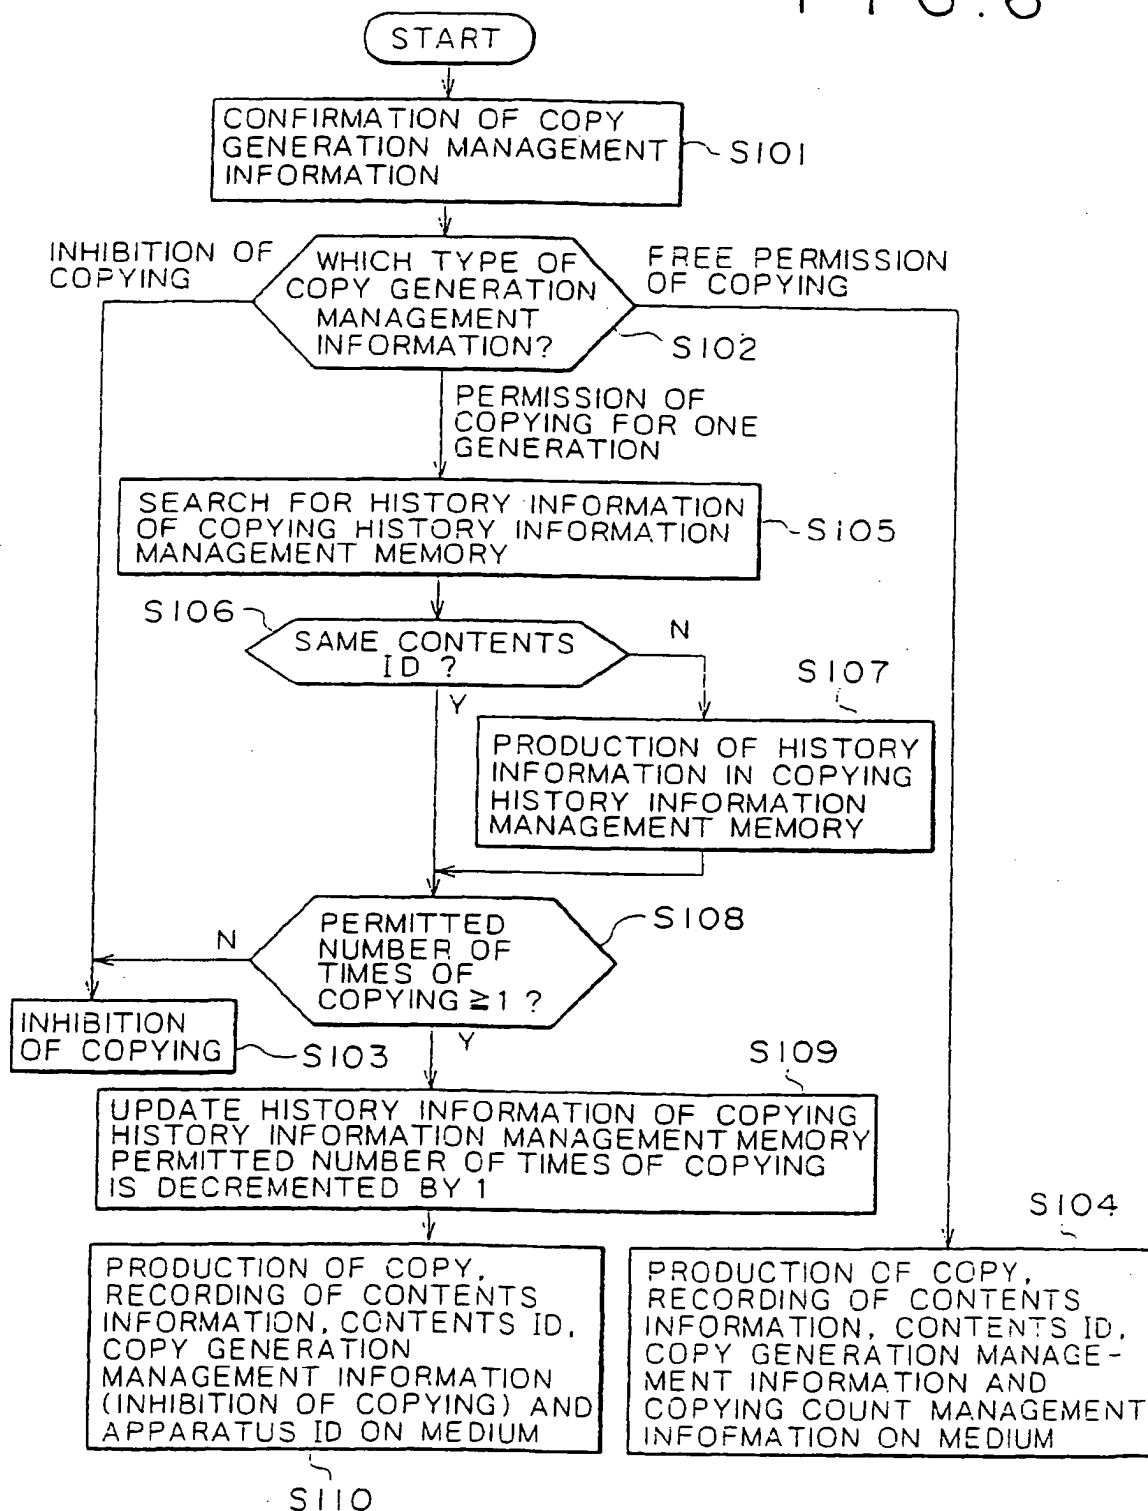 FIG.6
START
CONFIRMATION OF COPY
GENERATION MANAGEMENT
INFORMATION
S101
INHIBITION OF
COPYING
WHICH TYPE OF
COPY GENERATION
MANAGEMENT
INFORMATION?
FREE PERMISSION
OF COPYING
S102
PERMISSION OF
COPYING FOR ONE
GENERATION
SEARCH FOR HISTORY INFORMATION
OF COPYING HISTORY INFORMATION
MANAGEMENT MEMORY
S105
S106
SAME CONTENTS
ID ?
N
Y
S107
PRODUCTION OF HISTORY
INFORMATION IN COPYING
HISTORY INFORMATION
MANAGEMENT MEMORY
PERMITTED
NUMBER OF
TIMES OF
COPYING ≧ 1 ?
S108
N
Y
INHIBITION
OF COPYING
S103
S109
UPDATE HISTORY INFORMATION OF COPYING
HISTORY INFORMATION MANAGEMENT MEMORY
PERMITTED NUMBER OF TIMES OF COPYING
IS DECREMENTED BY 1
S104
PRODUCTION OF COPY,
RECORDING OF CONTENTS
INFORMATION, CONTENTS ID,
COPY GENERATION
MANAGEMENT INFORMATION
(INHIBITION OF COPYING) AND
APPARATUS ID ON MEDIUM
S110
PRODUCTION OF COPY,
RECORDING OF CONTENTS
INFORMATION, CONTENTS ID,
COPY GENERATION MANAGE-
MENT INFORMATION AND
COPYING COUNT MANAGEMENT
INFOFMATION ON MEDIUM